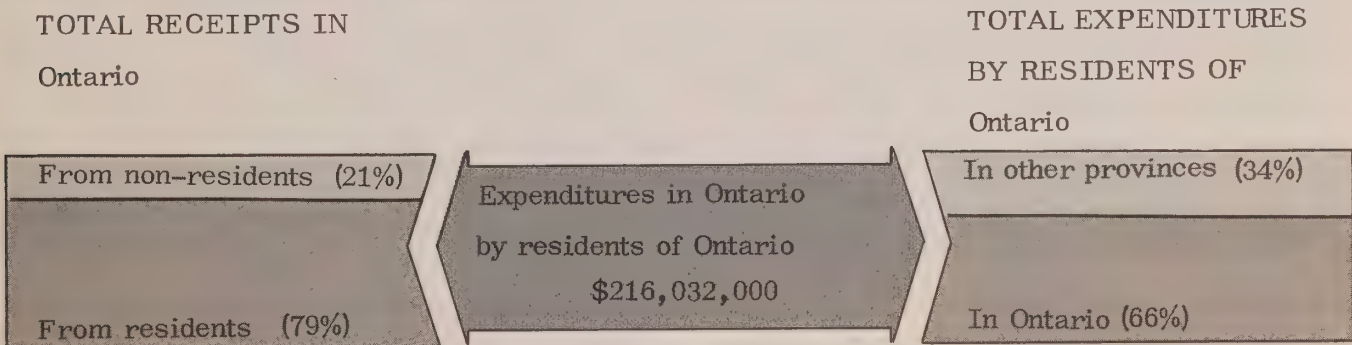 TOTAL RECEIPTS IN
Ontario
TOTAL EXPENDITURES
BY RESIDENTS OF
Ontario
From non-residents (21%)
From residents (79%)
Expenditures in Ontario
by residents of Ontario
$216,032,000
In other provinces (34%)
In Ontario (66%)